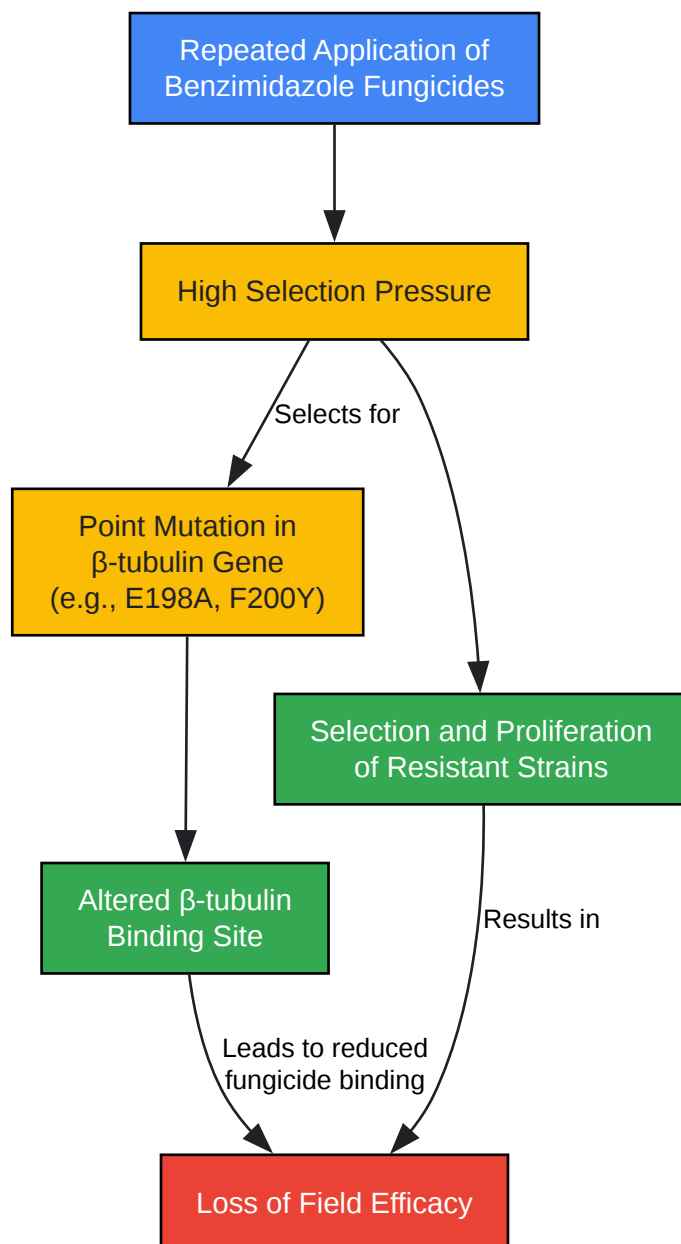 Repeated Application of
Benzimidazole Fungicides
High Selection Pressure
Selects for
Point Mutation in
β-tubulin Gene
(e.g., E198A, F200Y)
Selection and Proliferation
of Resistant Strains
Altered β-tubulin
Binding Site
Results in
Leads to reduced
fungicide binding
Loss of Field Efficacy